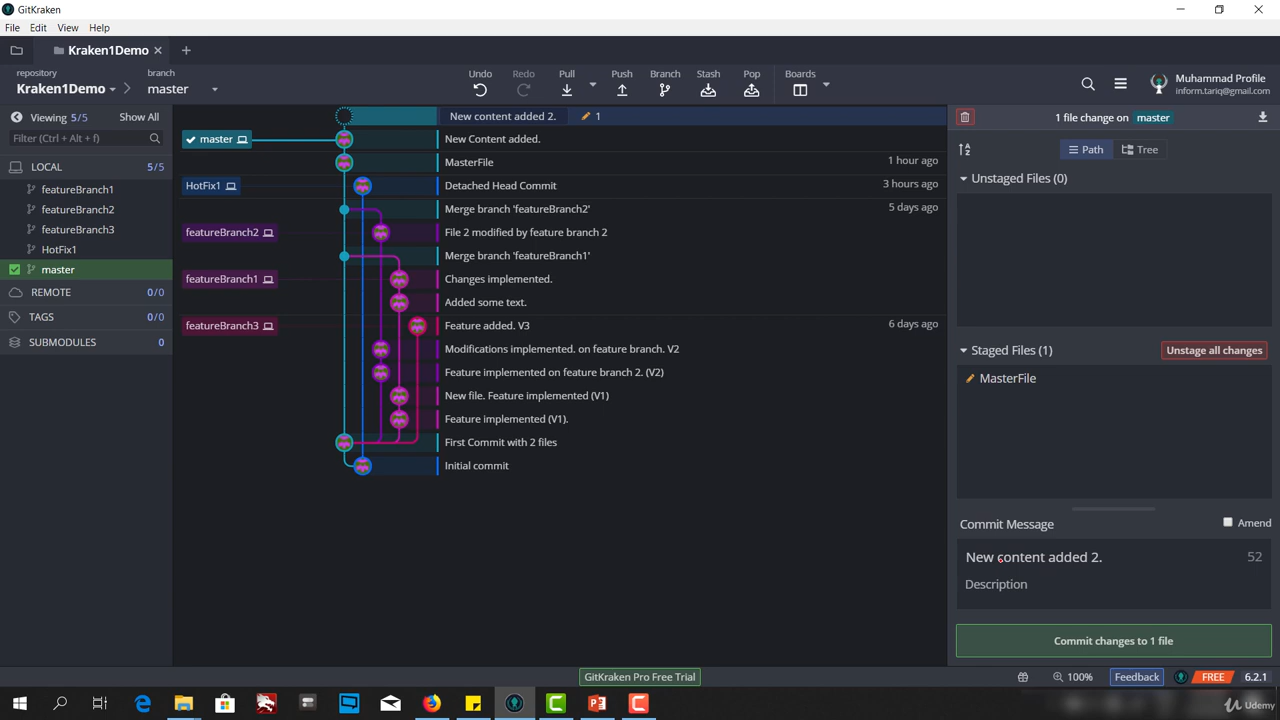 GitKraken
File Edit View Help
Kraken1Demo
repository
Kraken1Demo
branch
master
Undo
Redo
Pull
Push
Branch
Stash
Pop
Boards
Muhammad Profile
inform.tariq@gmail.com
Viewing 5/5
Show All
Filter (Ctrl + Alt + f)
LOCAL 5/5
featureBranch1
featureBranch2
featureBranch3
HotFix1
master
REMOTE 0/0
TAGS 0/0
SUBMODULES 0
New content added 2. 1
master New Content added.
MasterFile 1 hour ago
HotFix1 Detached Head Commit 3 hours ago
Merge branch 'featureBranch2' 5 days ago
featureBranch2 File 2 modified by feature branch 2
Merge branch 'featureBranch1'
featureBranch1 Changes implemented.
Added some text.
featureBranch3 Feature added. V3 6 days ago
Modifications implemented. on feature branch. V2
Feature implemented on feature branch 2. (V2)
New file. Feature implemented (V1)
Feature implemented (V1).
First Commit with 2 files
Initial commit
1 file change on master
Path Tree
Unstaged Files (0)
Staged Files (1)
Unstage all changes
MasterFile
Commit Message
Amend
New content added 2. 52
Description
Commit changes to 1 file
GitKraken Pro Free Trial
100%
Feedback
FREE
6.2.1
Udemy